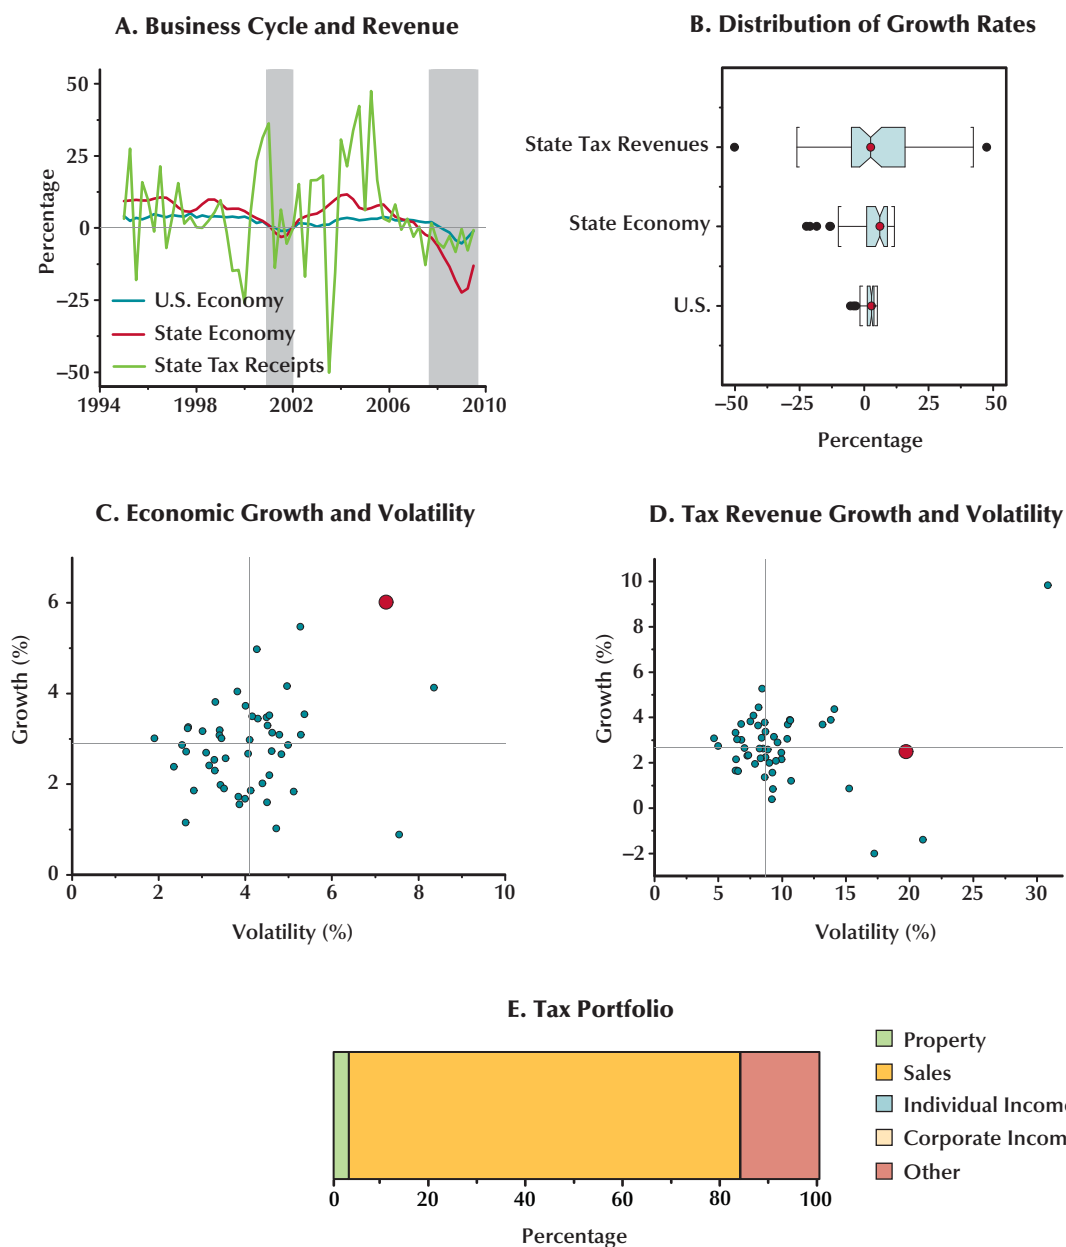 A. Business Cycle and Revenue
50
25
0
−25
−50
Percentage
U.S. Economy
State Economy
State Tax Receipts
1994
1998
2002
2006
2010
B. Distribution of Growth Rates
State Tax Revenues
State Economy
U.S.
−50
−25
0
25
50
Percentage
C. Economic Growth and Volatility
6
4
2
0
Growth (%)
0
2
4
6
8
10
Volatility (%)
D. Tax Revenue Growth and Volatility
10
8
6
4
2
0
−2
Growth (%)
0
5
10
15
20
25
30
Volatility (%)
E. Tax Portfolio
0
20
40
60
80
100
Percentage
Property
Sales
Individual Income
Corporate Incom
Other